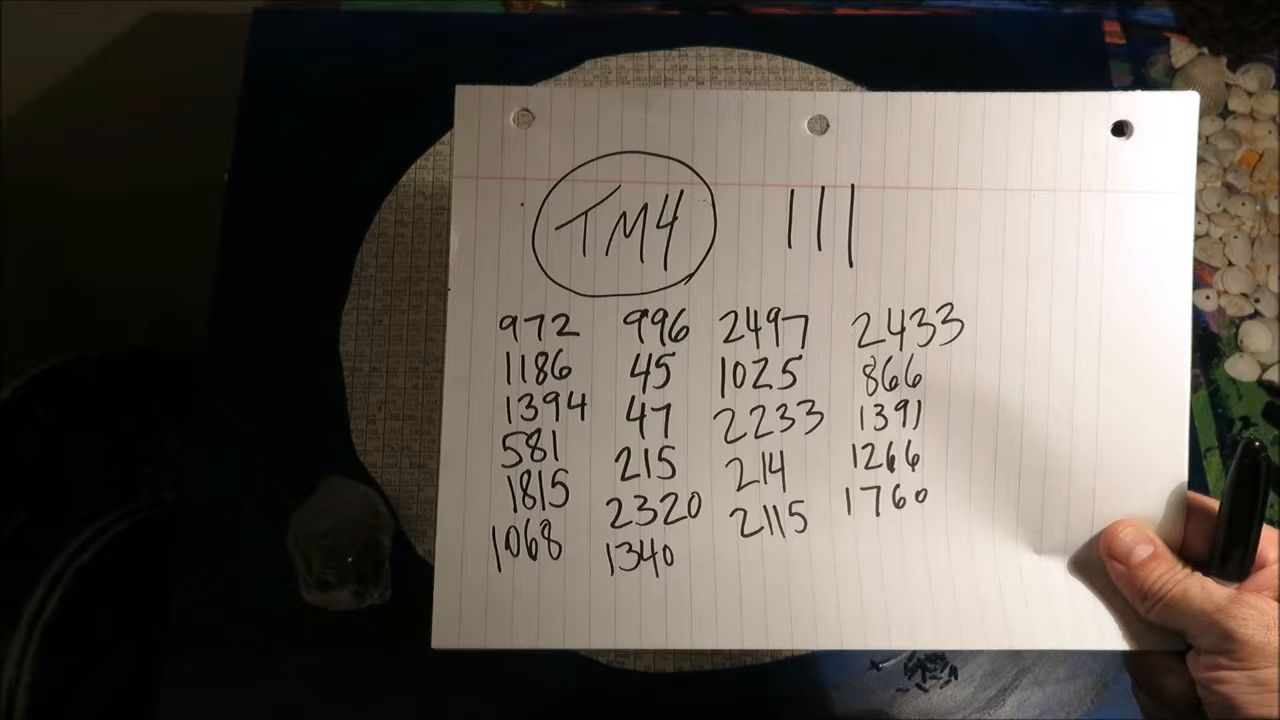 TM4 111
972 996 2497 2433
1186 45 1025 866
1394 47 2233 1391
581 215 214 1266
1815 2320 2115 1760
1068 1340